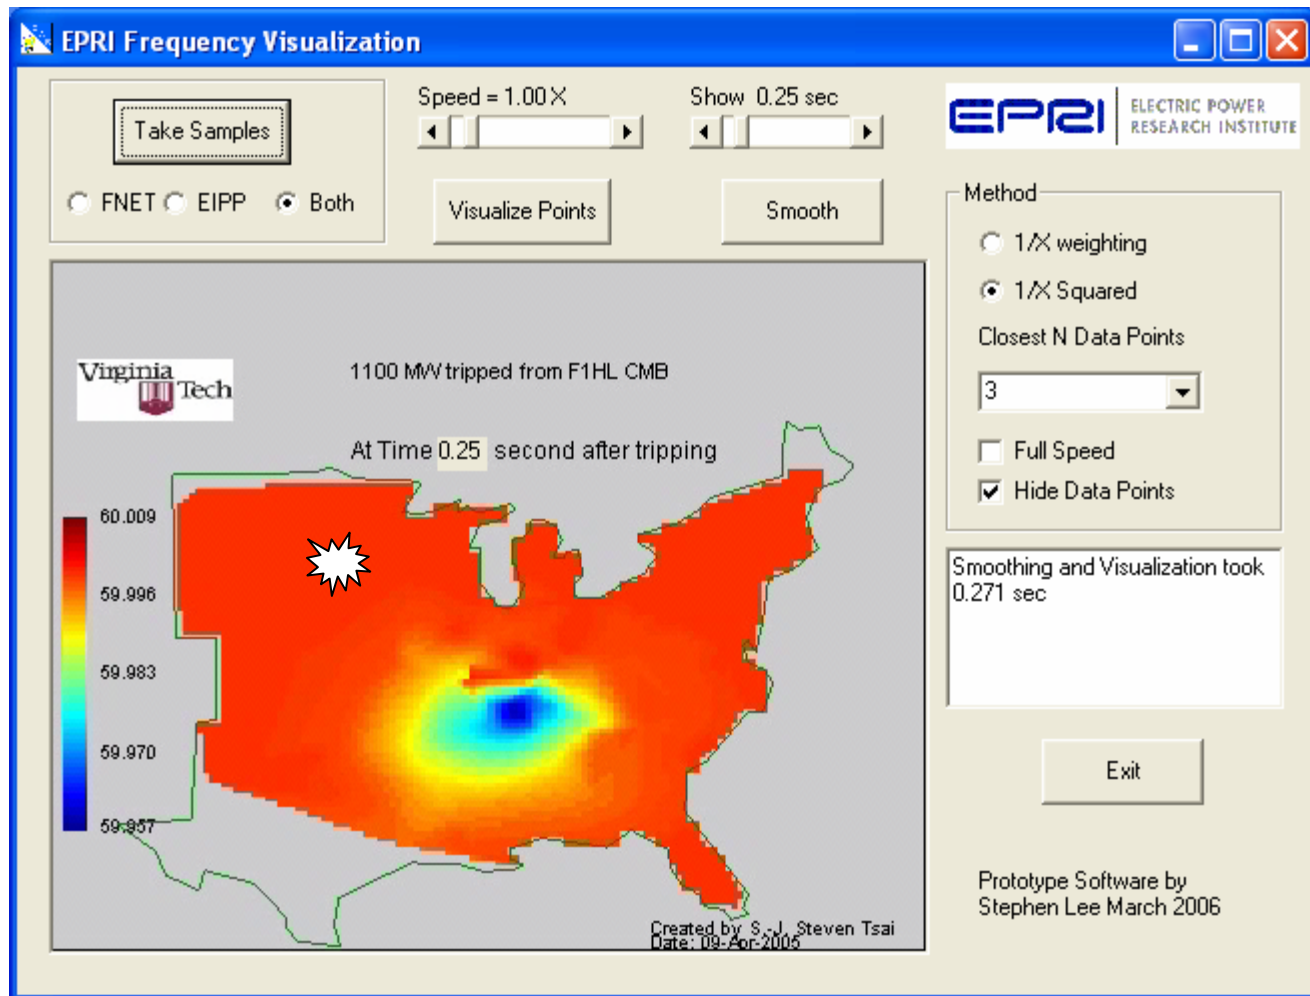 EPRI Frequency Visualization
Take Samples
FNET EIPP Both
Speed = 1.00 X
Visualize Points
Show 0.25 sec
Smooth
EPRI
ELECTRIC POWER
RESEARCH INSTITUTE
Method
1/X weighting
1/X Squared
Closest N Data Points
3
Full Speed
Hide Data Points
Virginia
Tech
1100 MW tripped from F1HL CMB
At Time 0.25 second after tripping
60.009
59.996
59.983
59.970
59.957
Created by S.-J. Steven Tsai
Date: 09-Apr-2005
Smoothing and Visualization took
0.271 sec
Exit
Prototype Software by
Stephen Lee March 2006